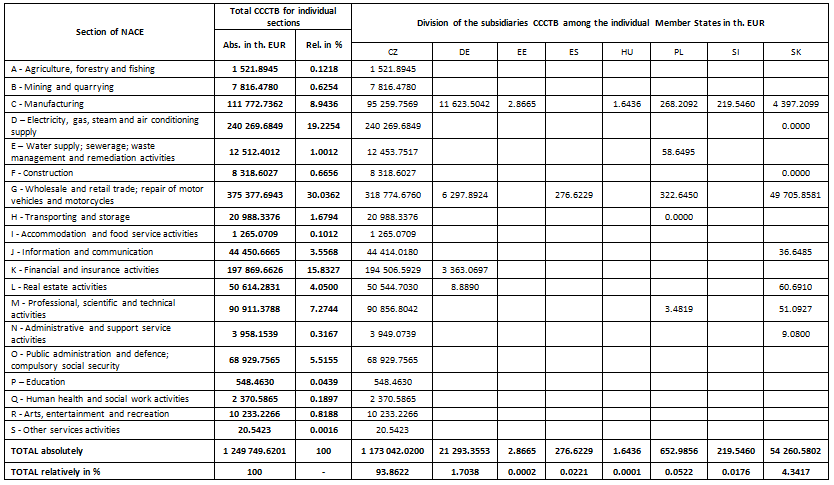 Section of NACE
Total CCCTB for individual
sections
Division of the subsidiaries CCCTB among the individual Member States in th. EUR
Abs. in th. EUR Rel. in % CZ DE EE ES HU PL SI SK
A - Agriculture, forestry and fishing 1 521.8945 0.1218 1 521.8945
B - Mining and quarrying 7 816.4780 0.6254 7 816.4780
C - Manufacturing 111 772.7362 8.9436 95 259.7569 11 623.5042 2.8665 1.6436 268.2092 219.5460 4 397.2099
D – Electricity, gas, steam and air conditioning
supply 240 269.6849 19.2254 240 269.6849 0.0000
E – Water supply; sewerage; waste
management and remediation activities 12 512.4012 1.0012 12 453.7517 58.6495
F - Construction 8 318.6027 0.6656 8 318.6027 0.0000
G - Wholesale and retail trade; repair of motor
vehicles and motorcycles 375 377.6943 30.0362 318 774.6760 6 297.8924 276.6229 322.6450 49 705.8581
H - Transporting and storage 20 988.3376 1.6794 20 988.3376 0.0000
I - Accommodation and food service activities 1 265.0709 0.1012 1 265.0709
J - Information and communication 44 450.6665 3.5568 44 414.0180 36.6485
K - Financial and insurance activities 197 869.6626 15.8327 194 506.5929 3 363.0697
L - Real estate activities 50 614.2831 4.0500 50 544.7030 8.8890 60.6910
M - Professional, scientific and technical
activities 90 911.3788 7.2744 90 856.8042 3.4819 51.0927
N - Administrative and support service
activities 3 958.1539 0.3167 3 949.0739 9.0800
O - Public administration and defence;
compulsory social security 68 929.7565 5.5155 68 929.7565
P – Education 548.4630 0.0439 548.4630
Q - Human health and social work activities 2 370.5865 0.1897 2 370.5865
R - Arts, entertainment and recreation 10 233.2266 0.8188 10 233.2266
S - Other services activities 20.5423 0.0016 20.5423
TOTAL absolutely 1 249 749.6201 100 1 173 042.0200 21 293.3553 2.8665 276.6229 1.6436 652.9856 219.5460 54 260.5802
TOTAL relatively in % 100 - 93.8622 1.7038 0.0002 0.0221 0.0001 0.0522 0.0176 4.3417